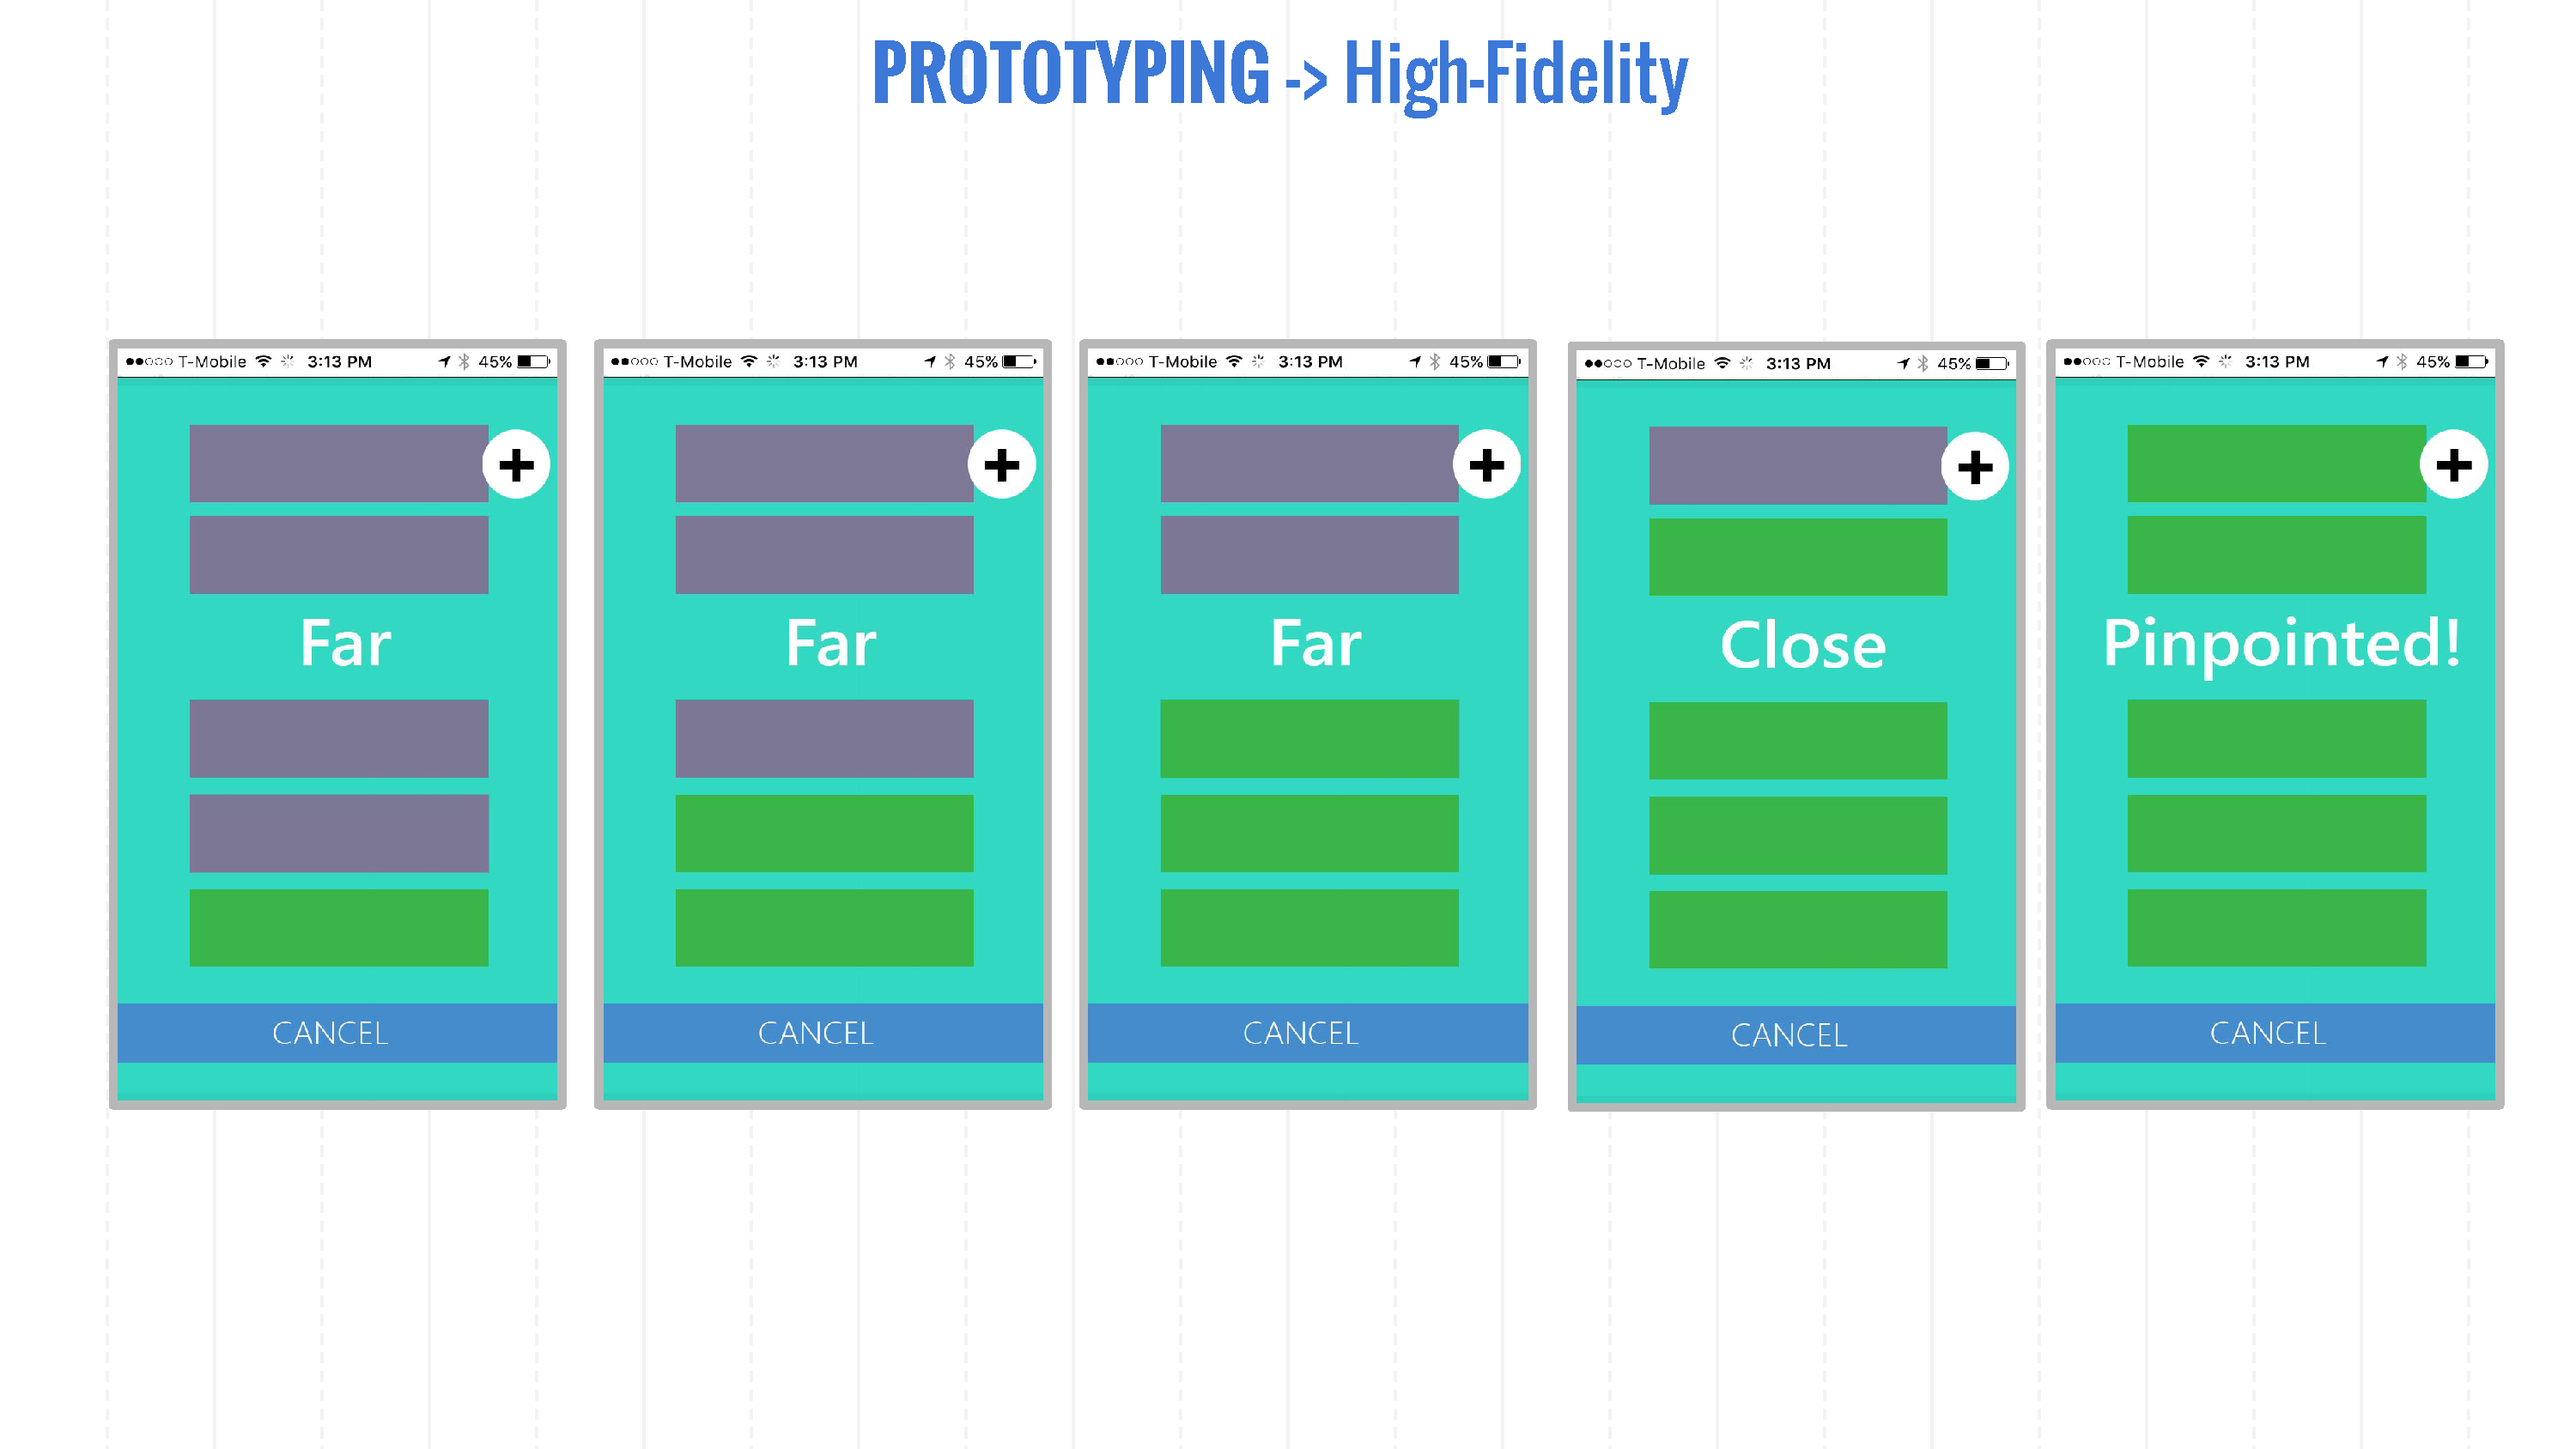 PROTOTYPING -> High-Fidelity
T-Mobile 3:13 PM 45%
+
Far
CANCEL
T-Mobile 3:13 PM 45%
+
Far
CANCEL
T-Mobile 3:13 PM 45%
+
Far
CANCEL
T-Mobile 3:13 PM 45%
+
Close
CANCEL
T-Mobile 3:13 PM 45%
+
Pinpointed!
CANCEL